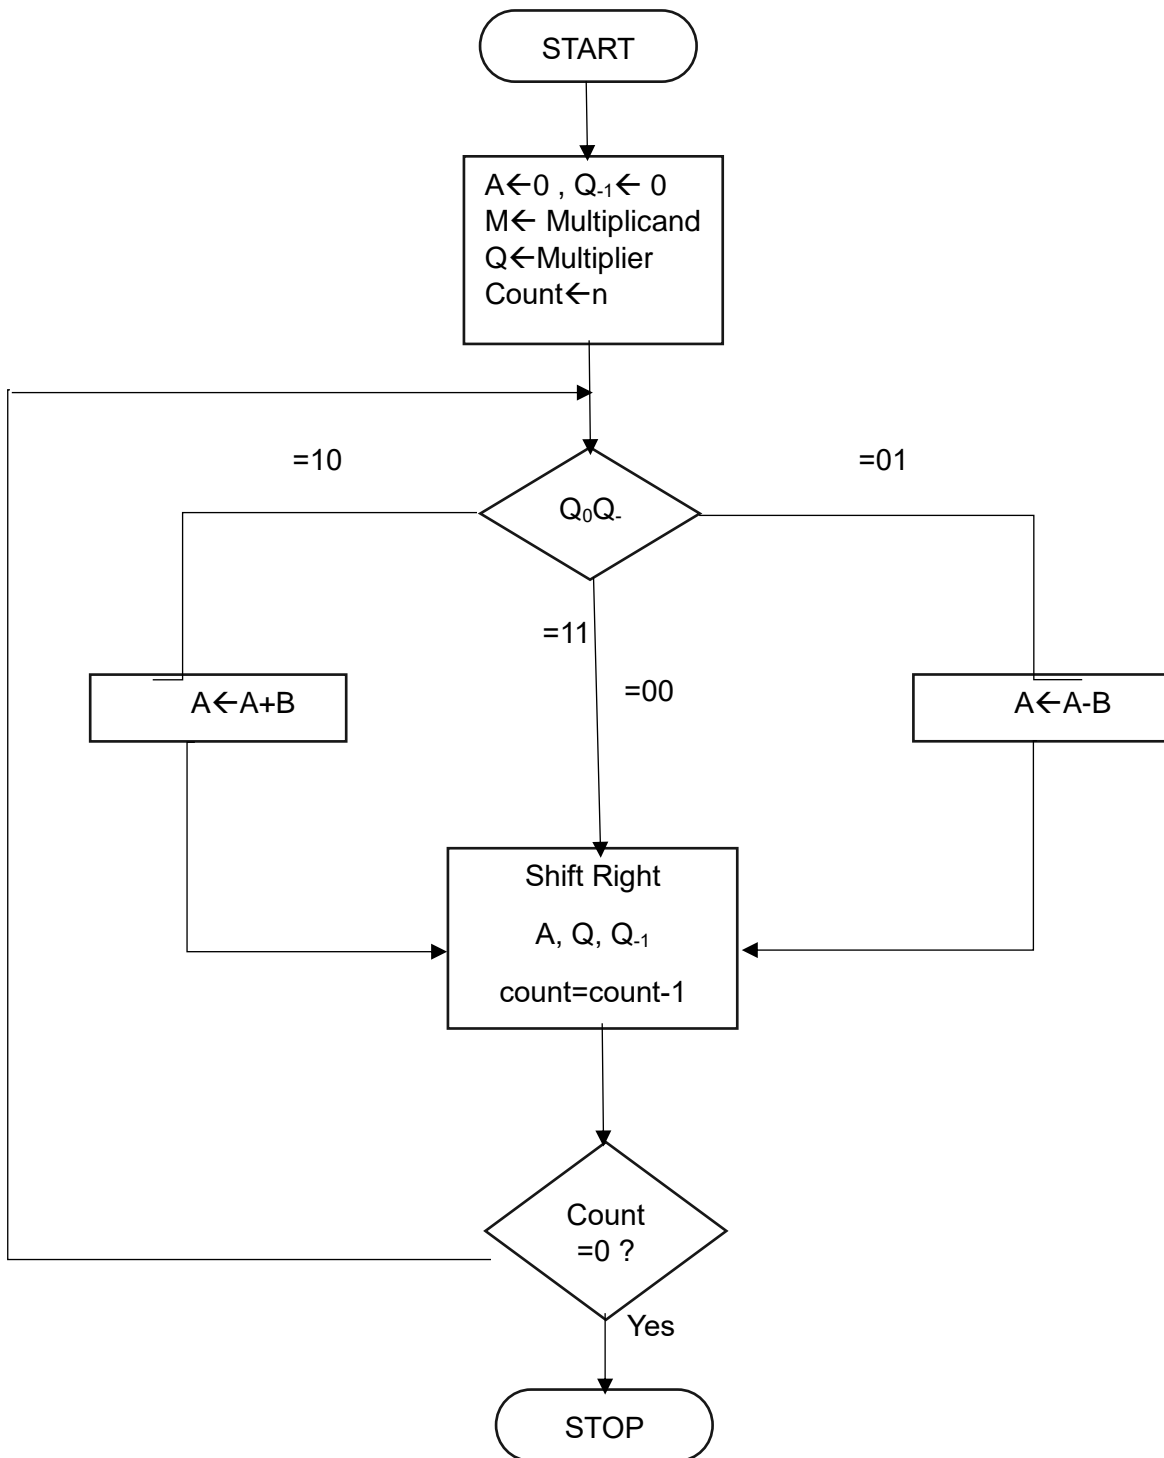 START
A←0 , Q-1← 0
M← Multiplicand
Q←Multiplier
Count←n
=10
=01
Q0Q-
=11
=00
A←A+B
A←A-B
Shift Right
A, Q, Q-1
count=count-1
Count
=0 ?
Yes
STOP